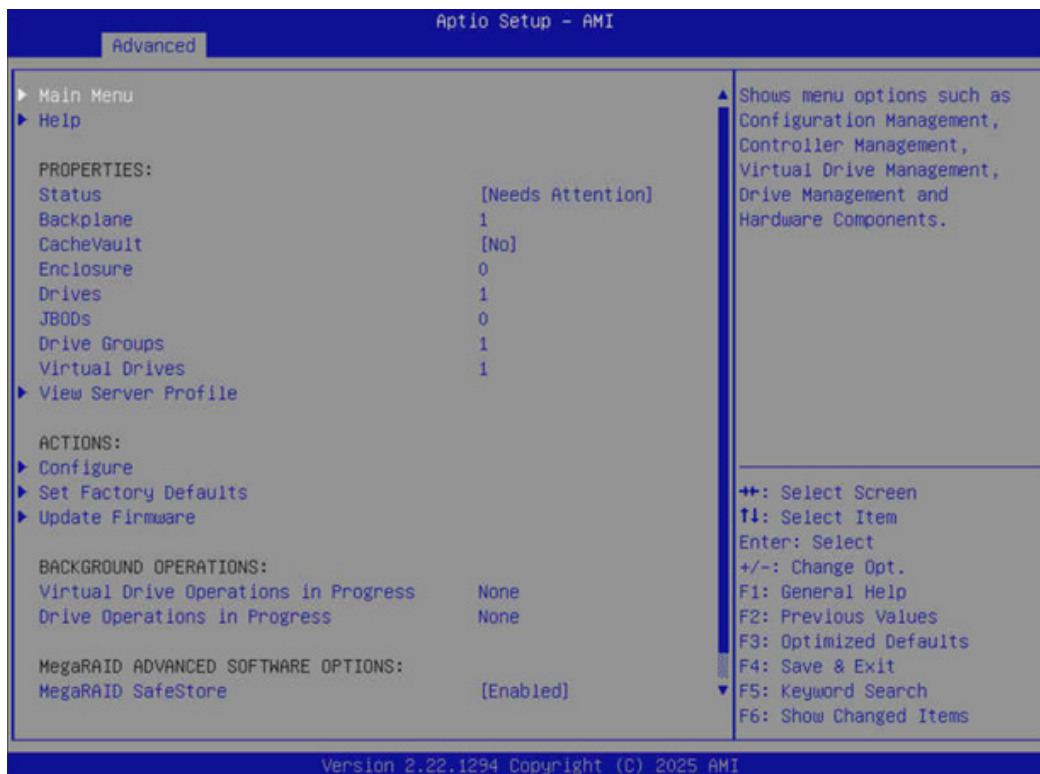 Aptio Setup - AMI
Advanced
Main Menu
Help
PROPERTIES:
Status [Needs Attention]
Backplane 1
CacheVault [No]
Enclosure 0
Drives 1
JBODs 0
Drive Groups 1
Virtual Drives 1
View Server Profile
ACTIONS:
Configure
Set Factory Defaults
Update Firmware
BACKGROUND OPERATIONS:
Virtual Drive Operations in Progress None
Drive Operations in Progress None
MegaRAID ADVANCED SOFTWARE OPTIONS:
MegaRAID SafeStore [Enabled]
Shows menu options such as
Configuration Management,
Controller Management,
Virtual Drive Management,
Drive Management and
Hardware Components.
→←: Select Screen
↑↓: Select Item
Enter: Select
+/-: Change Opt.
F1: General Help
F2: Previous Values
F3: Optimized Defaults
F4: Save & Exit
F5: Keyword Search
F6: Show Changed Items
Version 2.22.1294 Copyright (C) 2025 AMI